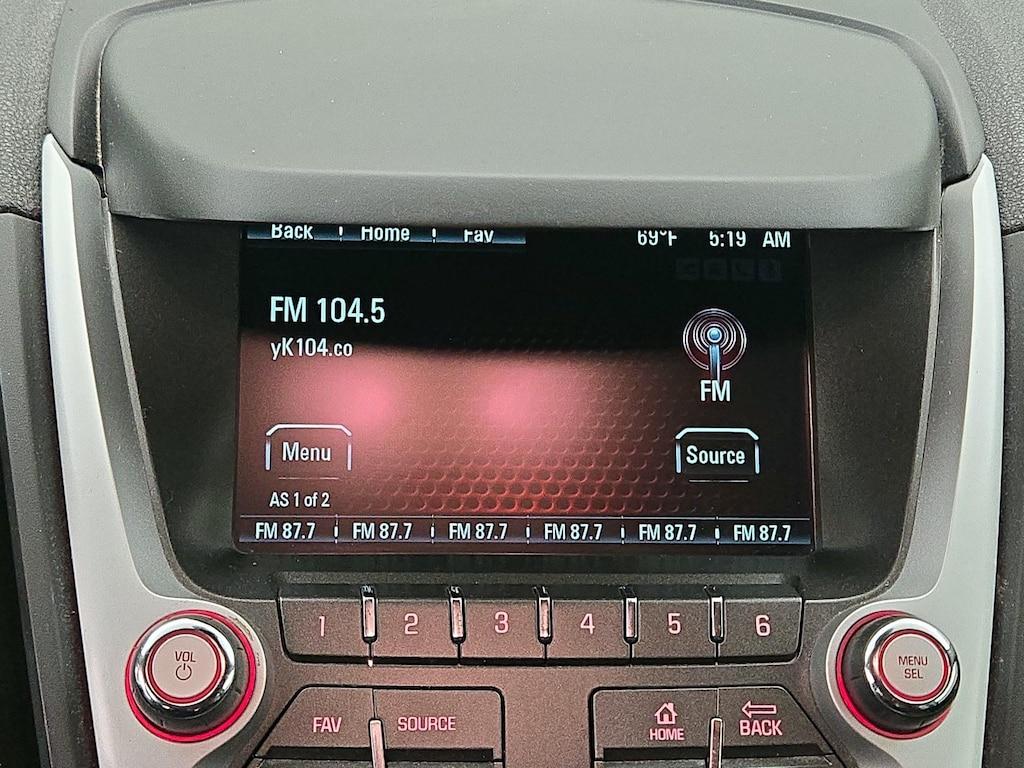 Back Home Fav 69°F 5:19 AM
FM 104.5
yK104.co
FM
Menu
Source
AS 1 of 2
FM 87.7 FM 87.7 FM 87.7 FM 87.7 FM 87.7 FM 87.7
1 2 3 4 5 6
VOL
MENU
SEL
FAV SOURCE
HOME
BACK